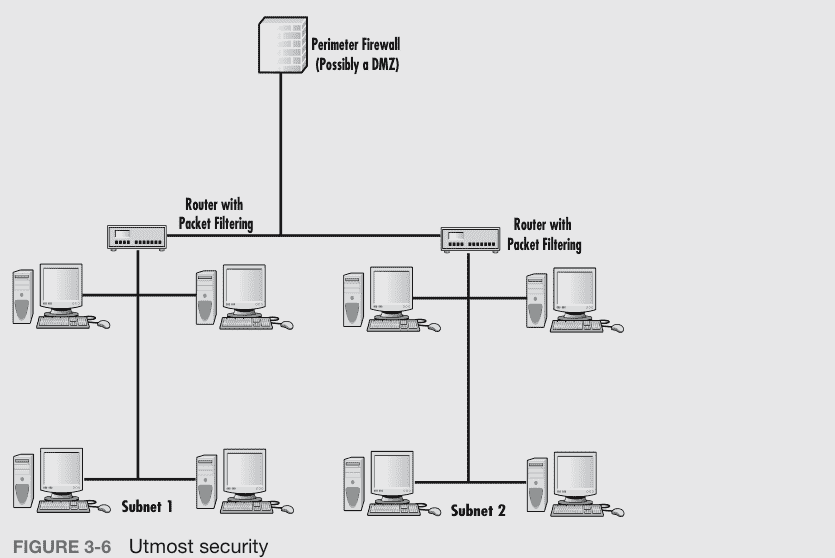 Perimeter Firewall
(Possibly a DMZ)
Router with
Packet Filtering
Router with
Packet Filtering
Subnet 1
Subnet 2
FIGURE 3-6 Utmost security